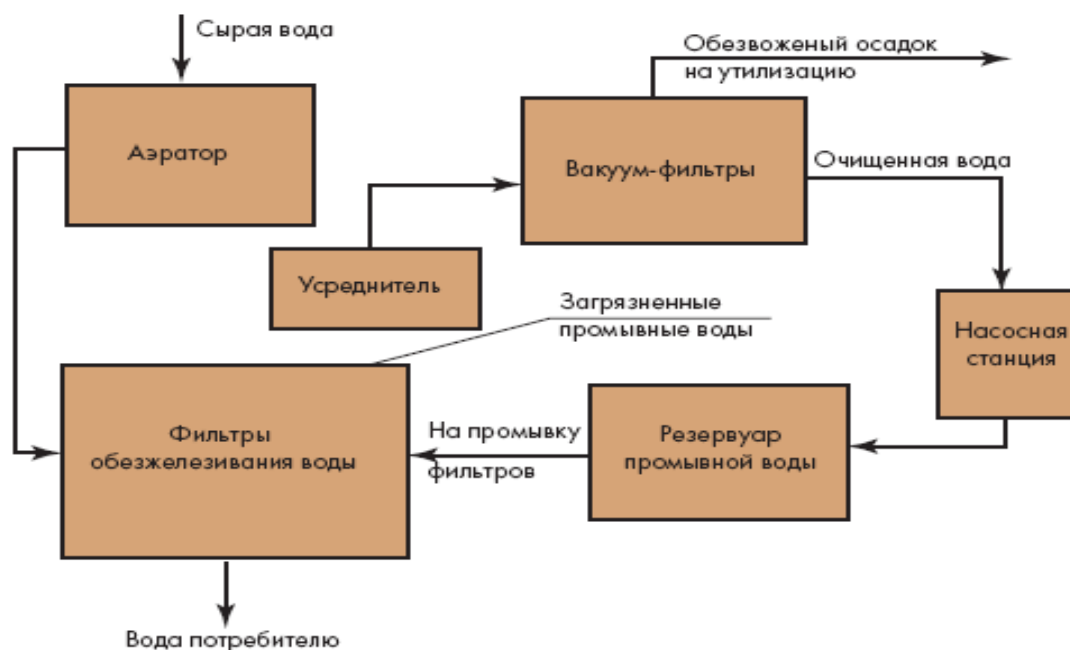 Сырая вода
Обезвоженый осадок
на утилизацию
Аэратор
Вакуум-фильтры
Очищенная вода
Усреднитель
Загрязненные
промывные воды
Насосная
станция
Фильтры
обезжелезивания воды
На промывку
фильтров
Резервуар
промывной воды
Вода потребителю